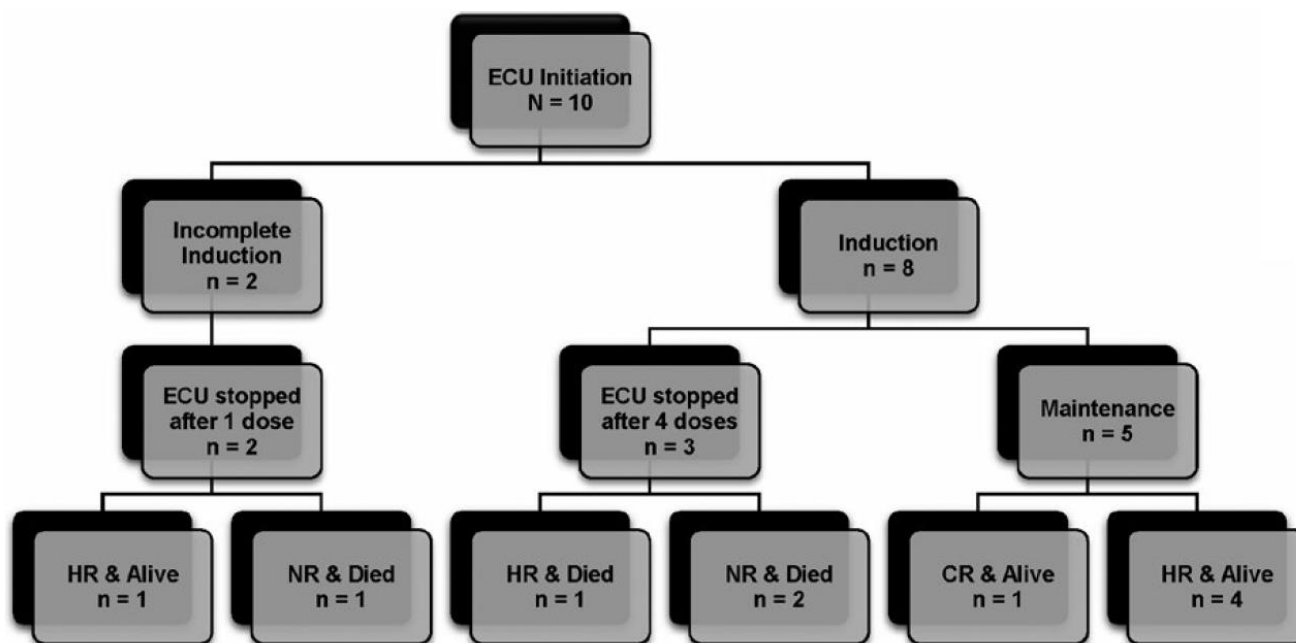 ECU Initiation
N = 10
Incomplete
Induction
n = 2
Induction
n = 8
ECU stopped
after 1 dose
n = 2
ECU stopped
after 4 doses
n = 3
Maintenance
n = 5
HR & Alive
n = 1
NR & Died
n = 1
HR & Died
n = 1
NR & Died
n = 2
CR & Alive
n = 1
HR & Alive
n = 4